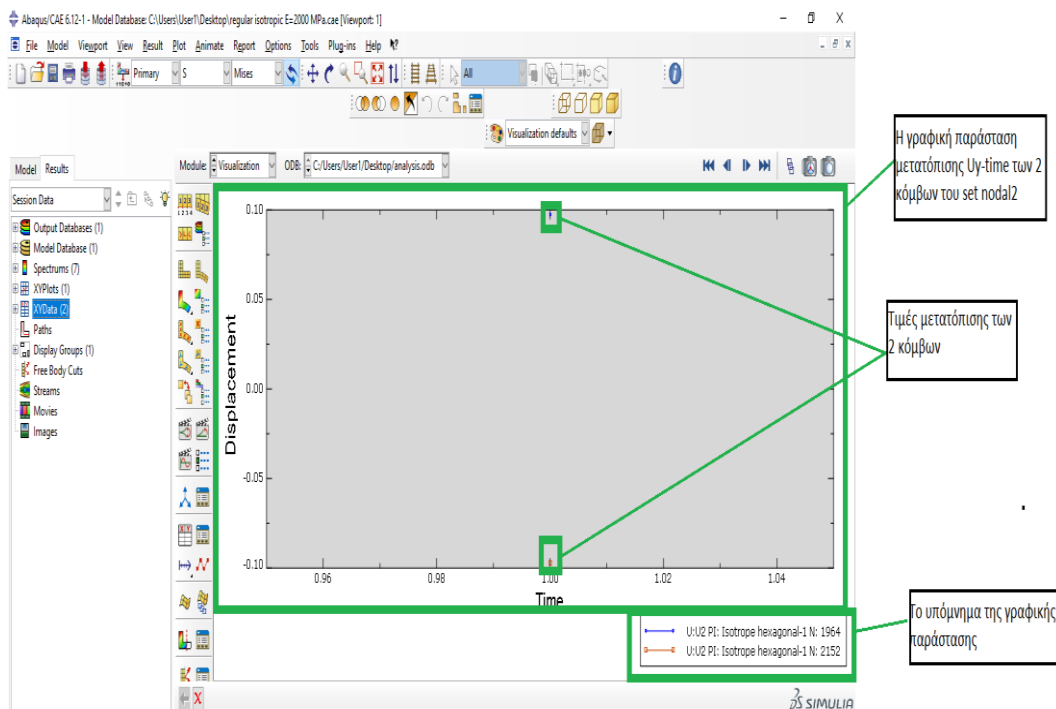 Abaqus/CAE 6.12-1 - Model Database: C:\Users\User1\Desktop\regular isotropic E=2000 MPa.cae [Viewport: 1]
File Model Viewport View Result Plot Animate Report Options Tools Plug-ins Help
Primary S Mises All
Visualization defaults
Model Results
Module: Visualization ODB: C:/Users/User1/Desktop/analysis.odb
Session Data
Output Databases (1)
Model Database (1)
Spectrums (7)
XYPlots (1)
XYData (2)
Paths
Display Groups (1)
Free Body Cuts
Streams
Movies
Images
0.10
0.05
0.00
-0.05
-0.10
Displacement
0.96 0.98 1.00 1.02 1.04
Time
U:U2 PI: Isotrope hexagonal-1 N: 1964
U:U2 PI: Isotrope hexagonal-1 N: 2152
SIMULIA
Η γραφική παράσταση
μετατόπισης Uy-time των 2
κόμβων του set nodal2
Τιμές μετατόπισης των
2 κόμβων
Το υπόμνημα της γραφικής
παράστασης